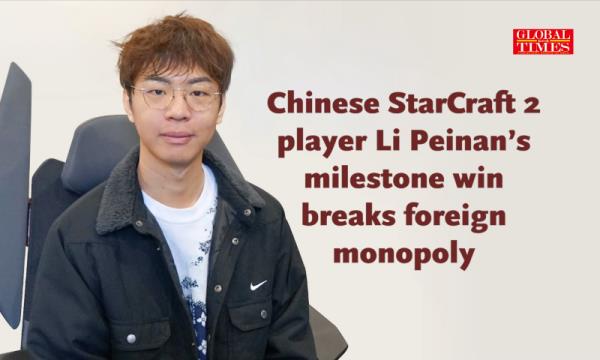 GLOBAL
TIMES
Chinese StarCraft 2
player Li Peinan’s
milestone win
breaks foreign
monopoly